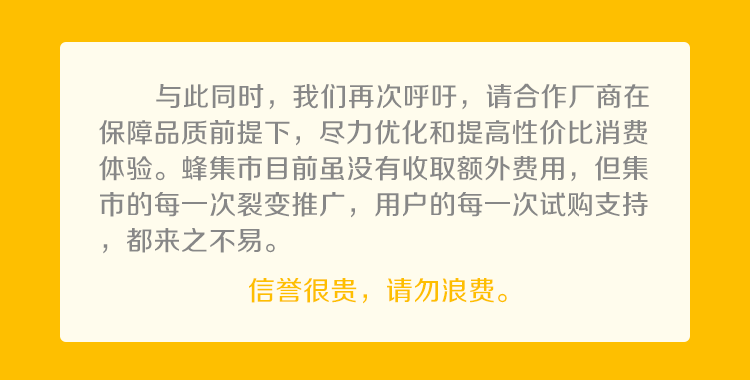 与此同时，我们再次呼吁，请合作厂商在
保障品质前提下，尽力优化和提高性价比消费
体验。蜂集市目前虽没有收取额外费用，但集
市的每一次裂变推广，用户的每一次试购支持
，都来之不易。
信誉很贵，请勿浪费。